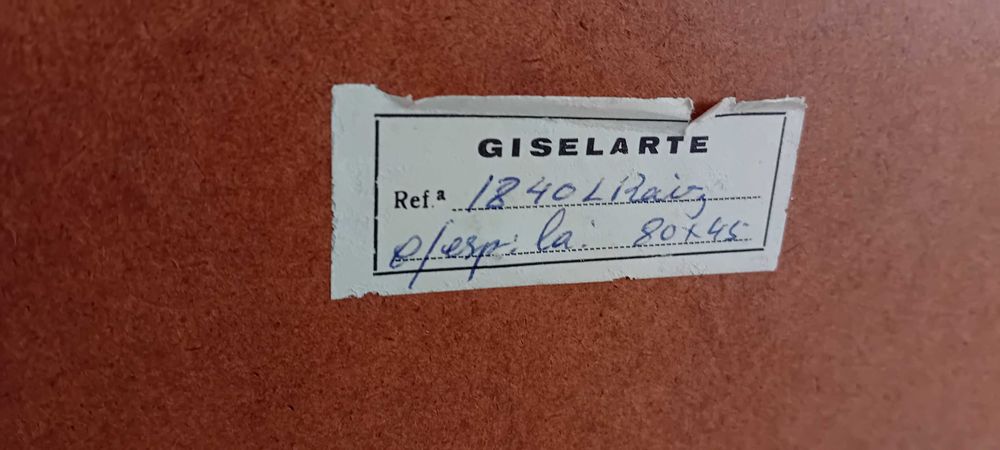 GISELARTE
Ref.ª 1840 L Raiz
c/esp. la. 80x45